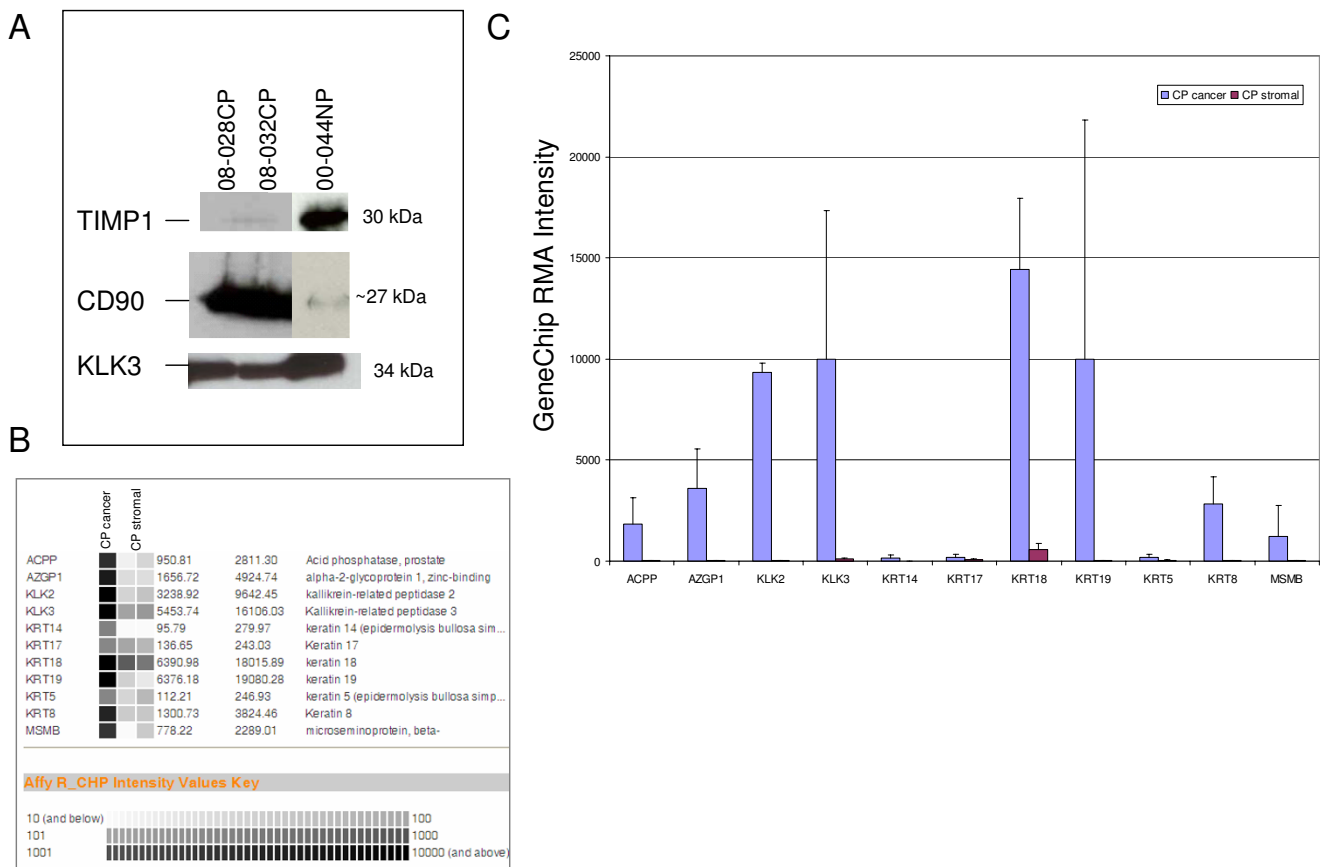 A
08-028CP
08-032CP
00-044NP
TIMP1
30 kDa
CD90
~27 kDa
KLK3
34 kDa
B
CP cancer
CP stromal
ACPP 950.81 2811.30 Acid phosphatase, prostate
AZGP1 1656.72 4924.74 alpha-2-glycoprotein 1, zinc-binding
KLK2 3238.92 9642.45 kallikrein-related peptidase 2
KLK3 5453.74 16106.03 Kallikrein-related peptidase 3
KRT14 95.79 279.97 keratin 14 (epidermolysis bullosa sim...
KRT17 136.65 243.03 Keratin 17
KRT18 6390.98 18015.89 keratin 18
KRT19 6376.18 19080.28 keratin 19
KRT5 112.21 246.93 keratin 5 (epidermolysis bullosa simp...
KRT8 1300.73 3824.46 Keratin 8
MSMB 778.22 2289.01 microseminoprotein, beta-
Affy R_CHP Intensity Values Key
10 (and below) 100
101 1000
1001 10000 (and above)
C
GeneChip RMA Intensity
25000
20000
15000
10000
5000
0
CP cancer CP stromal
ACPP AZGP1 KLK2 KLK3 KRT14 KRT17 KRT18 KRT19 KRT5 KRT8 MSMB